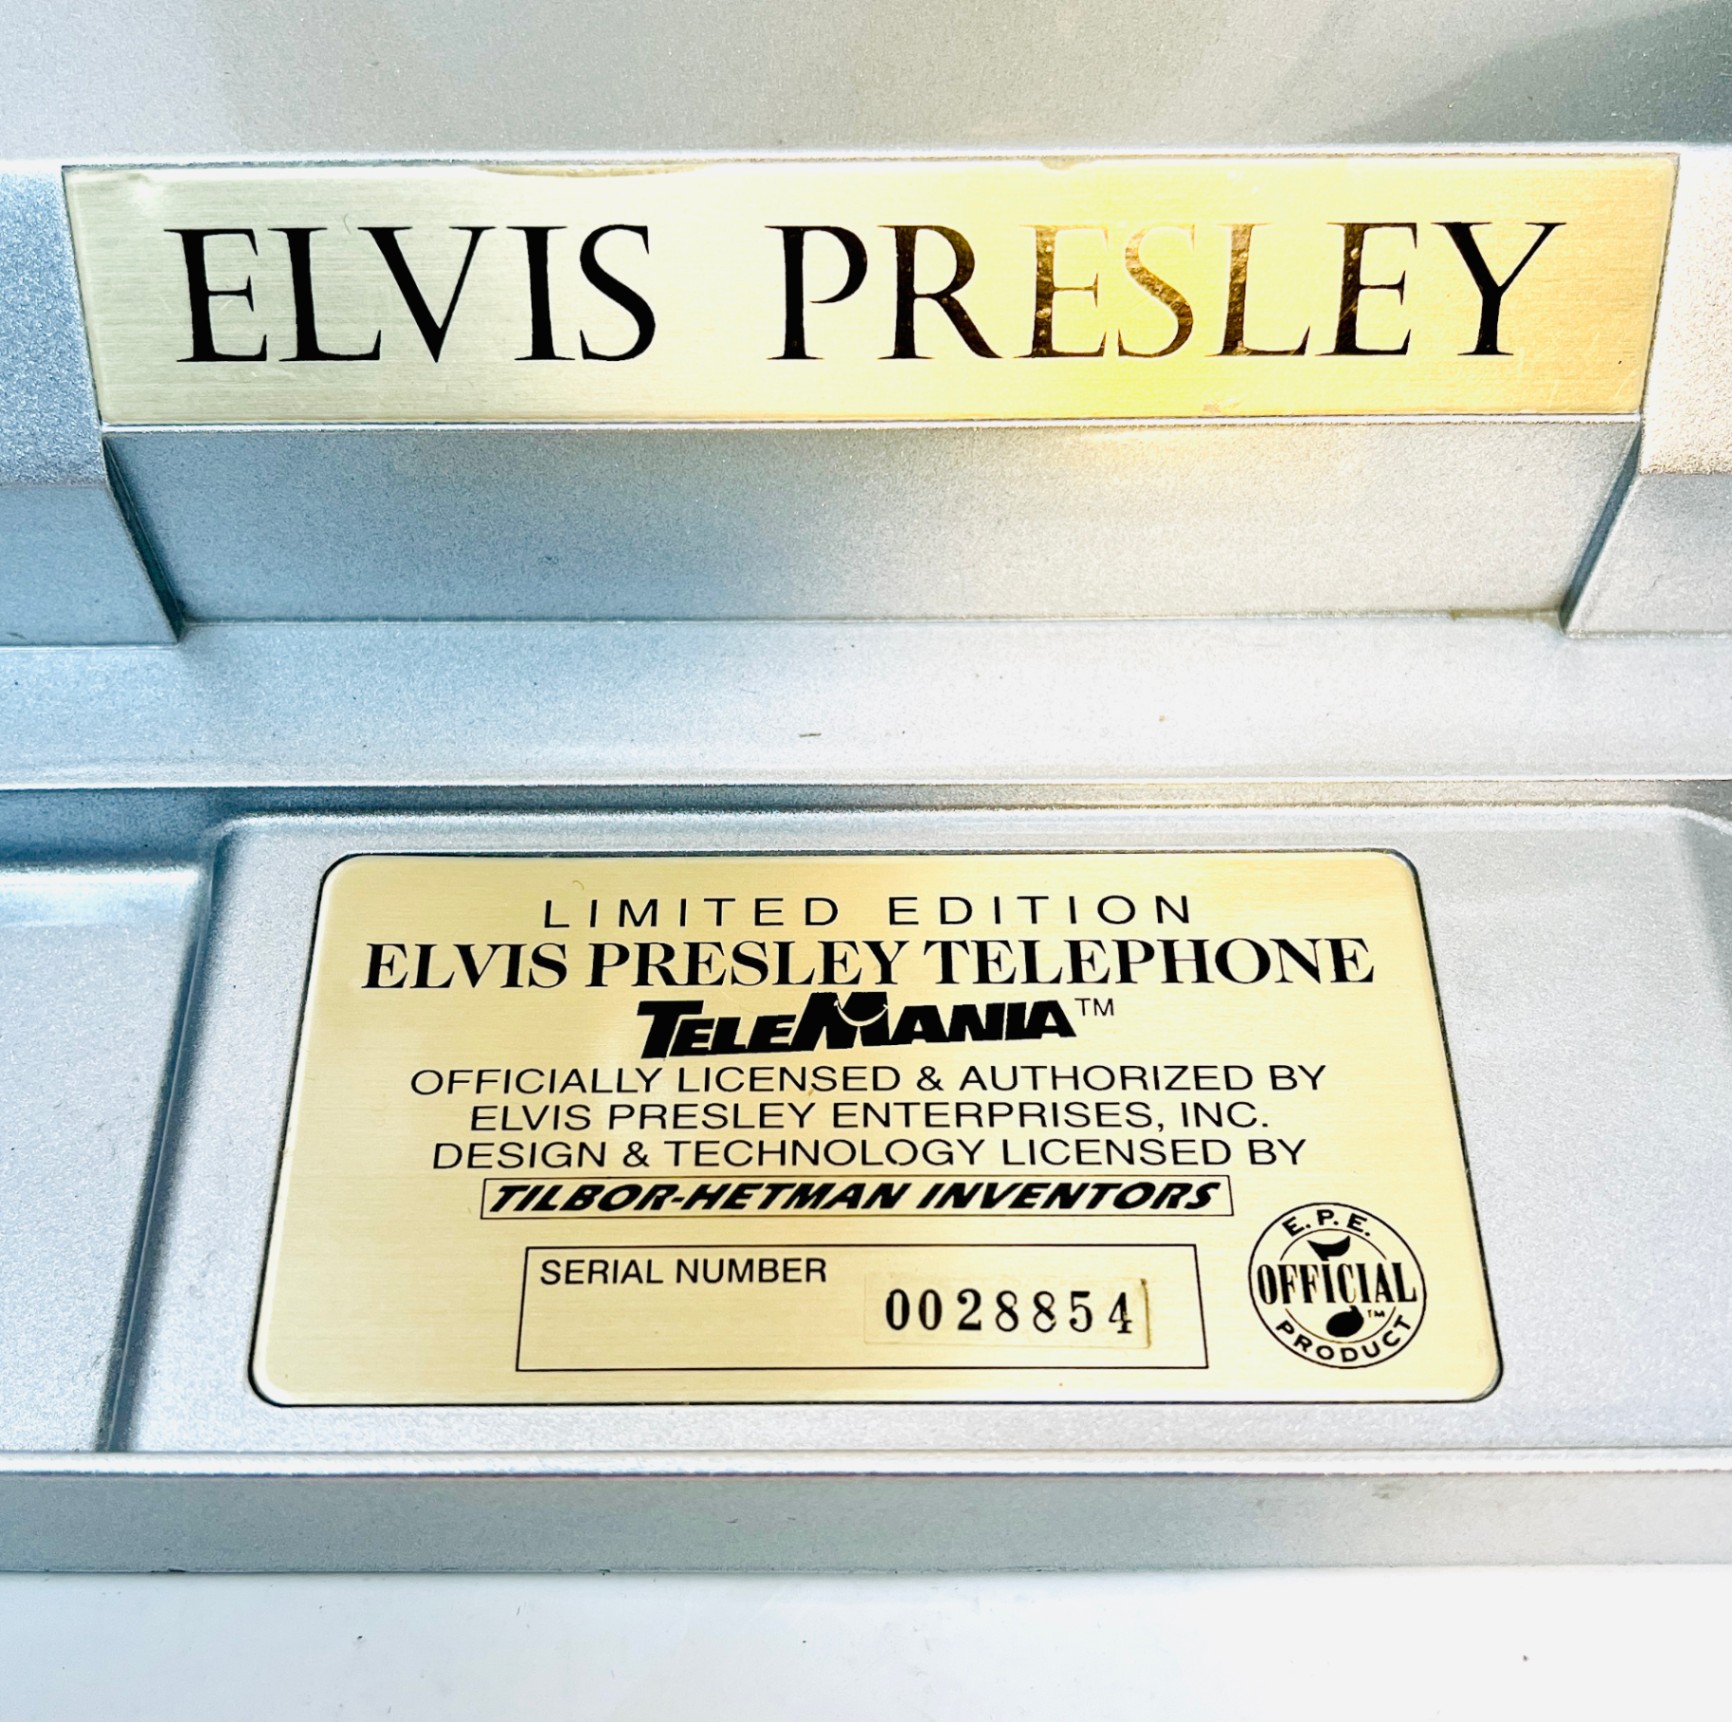 ELVIS PRESLEY
LIMITED EDITION
ELVIS PRESLEY TELEPHONE
TELEMANIA™
OFFICIALLY LICENSED & AUTHORIZED BY
ELVIS PRESLEY ENTERPRISES, INC.
DESIGN & TECHNOLOGY LICENSED BY
TILBOR-HETMAN INVENTORS
SERIAL NUMBER
0028854
E.P.E.
OFFICIAL
™
PRODUCT